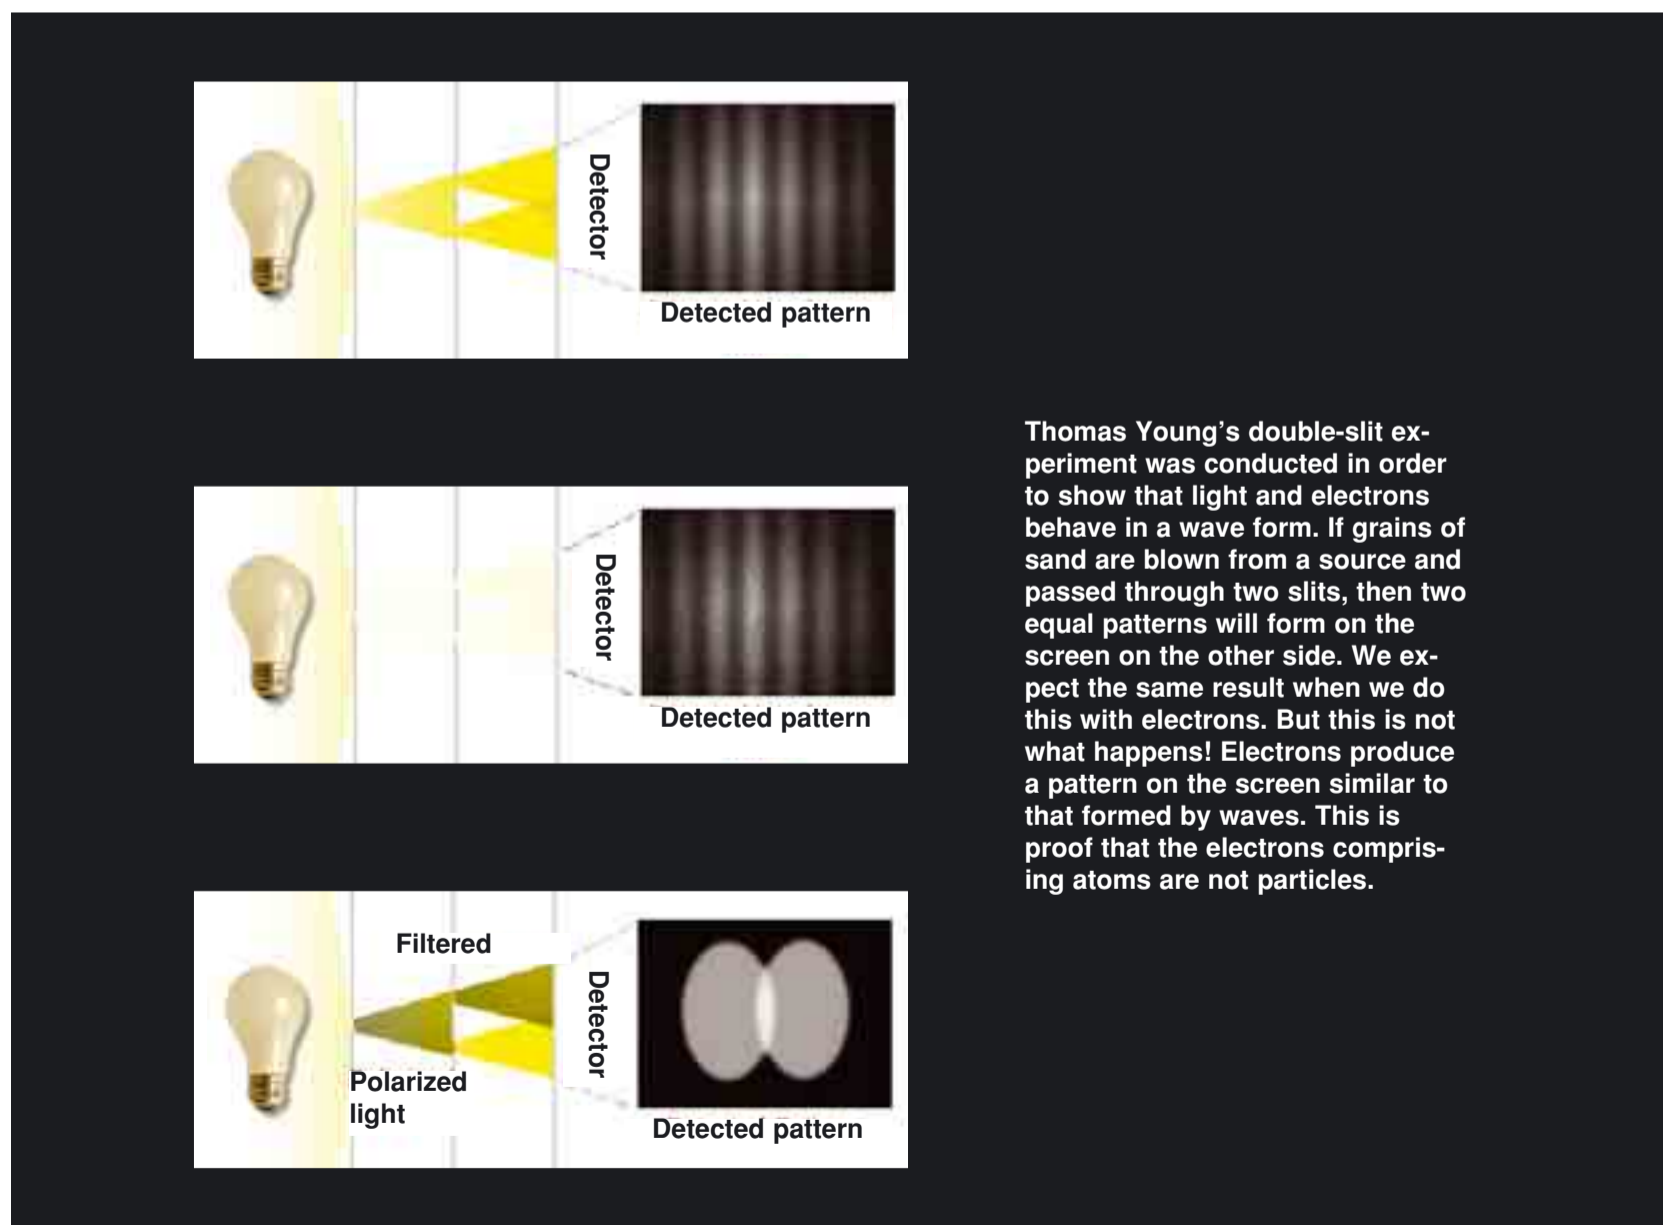 Detector
Detected pattern
Detector
Detected pattern
Filtered
Detector
Polarized
light
Detected pattern
Thomas Young’s double-slit ex-
periment was conducted in order
to show that light and electrons
behave in a wave form. If grains of
sand are blown from a source and
passed through two slits, then two
equal patterns will form on the
screen on the other side. We ex-
pect the same result when we do
this with electrons. But this is not
what happens! Electrons produce
a pattern on the screen similar to
that formed by waves. This is
proof that the electrons compris-
ing atoms are not particles.